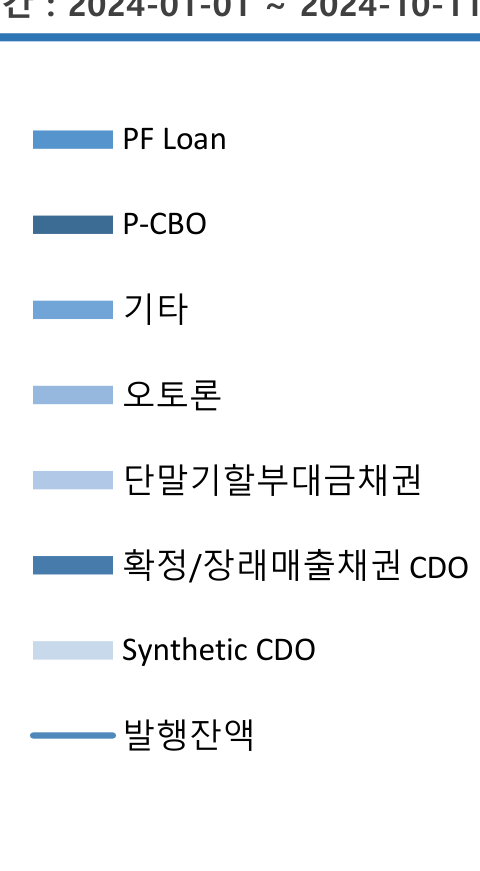 간 : 2024-01-01 ~ 2024-10-11
PF Loan
P-CBO
기타
오토론
단말기할부대금채권
확정/장래매출채권 CDO
Synthetic CDO
발행잔액